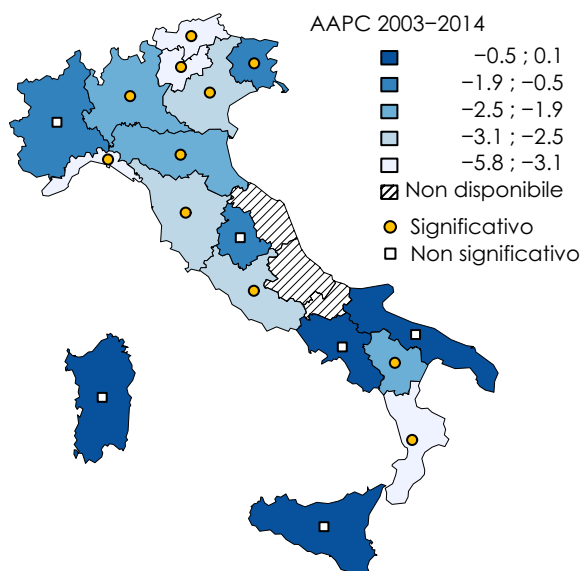 AAPC 2003−2014
−0.5 ; 0.1
−1.9 ; −0.5
−2.5 ; −1.9
−3.1 ; −2.5
−5.8 ; −3.1
Non disponibile
Significativo
Non significativo